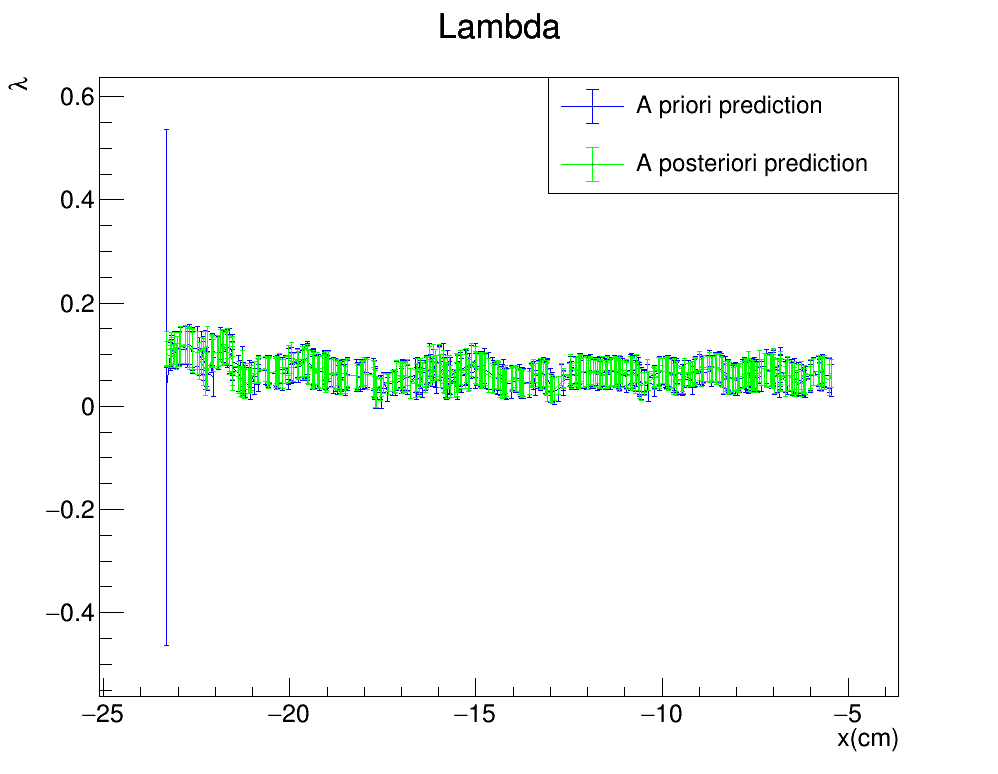 Lambda
λ
A priori prediction
A posteriori prediction
0.6
0.4
0.2
0
−0.2
−0.4
−25 −20 −15 −10 −5
x(cm)